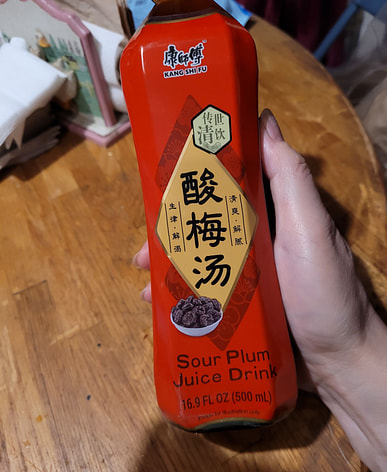 康师傅
KANG SHI FU
传世
清饮
酸梅汤
生津·解渴
清爽·解腻
Sour Plum
Juice Drink
16.9 FL OZ (500 mL)